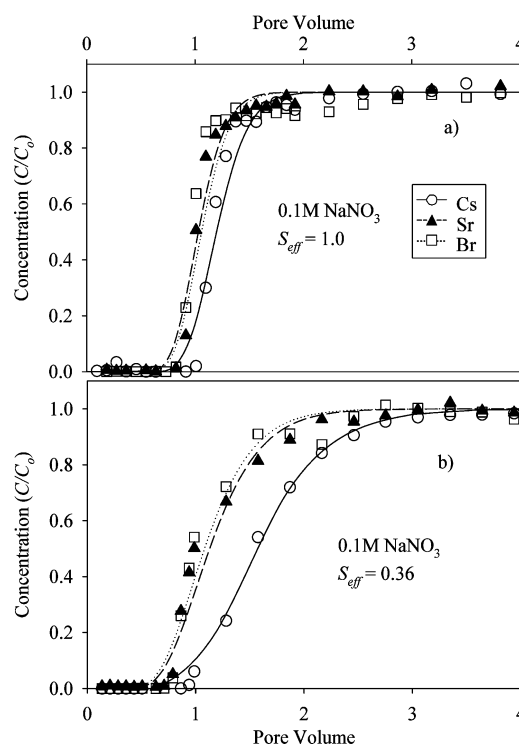 Pore Volume
0 1 2 3 4
Concentration (C/Co)
1.0
0.8
0.6
0.4
0.2
0.0
a)
0.1M NaNO3
Seff = 1.0
Cs
Sr
Br
Concentration (C/Co)
1.0
0.8
0.6
0.4
0.2
0.0
b)
0.1M NaNO3
Seff = 0.36
0 1 2 3 4
Pore Volume